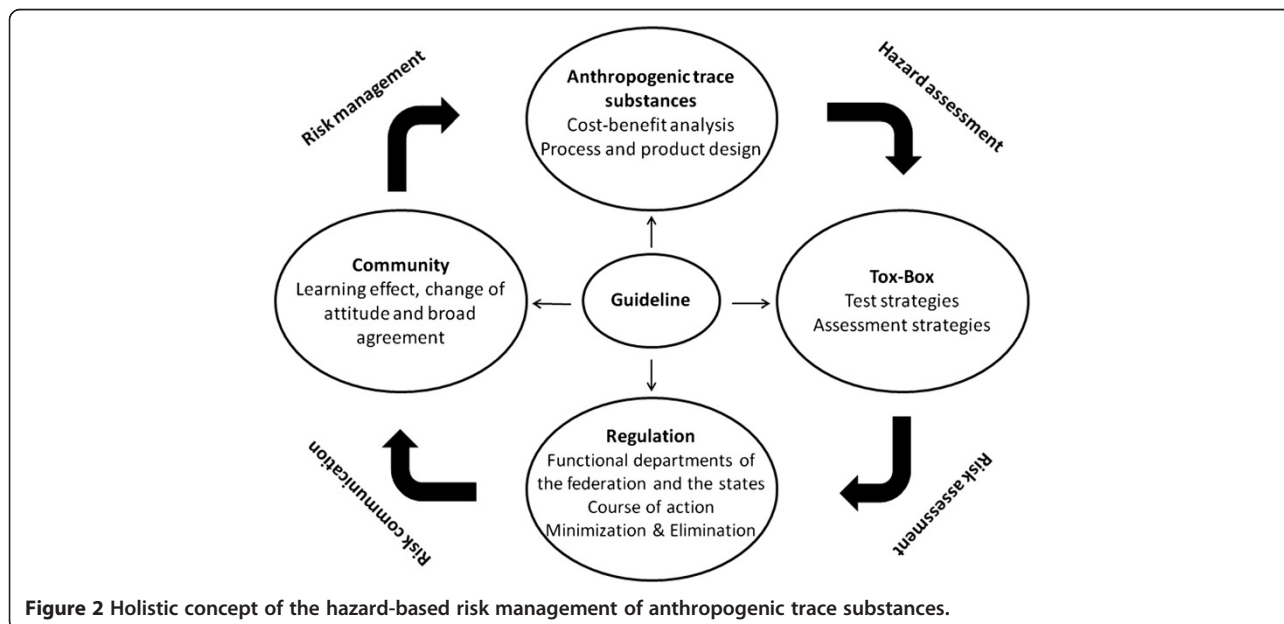 Risk management
Anthropogenic trace
substances
Cost-benefit analysis
Process and product design
Hazard assessment
Community
Learning effect, change of
attitude and broad
agreement
Guideline
Tox-Box
Test strategies
Assessment strategies
Risk communication
Regulation
Functional departments of
the federation and the states
Course of action
Minimization & Elimination
Risk assessment
Figure 2 Holistic concept of the hazard-based risk management of anthropogenic trace substances.